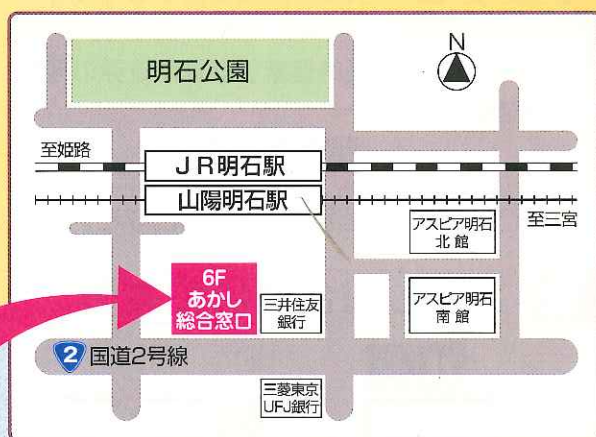 明石公園
N
至姫路
JR明石駅
山陽明石駅
至三宮
アスピア明石
北館
6F
あかし
総合窓口
三井住友
銀行
アスピア明石
南館
2
国道2号線
三菱東京
UFJ銀行